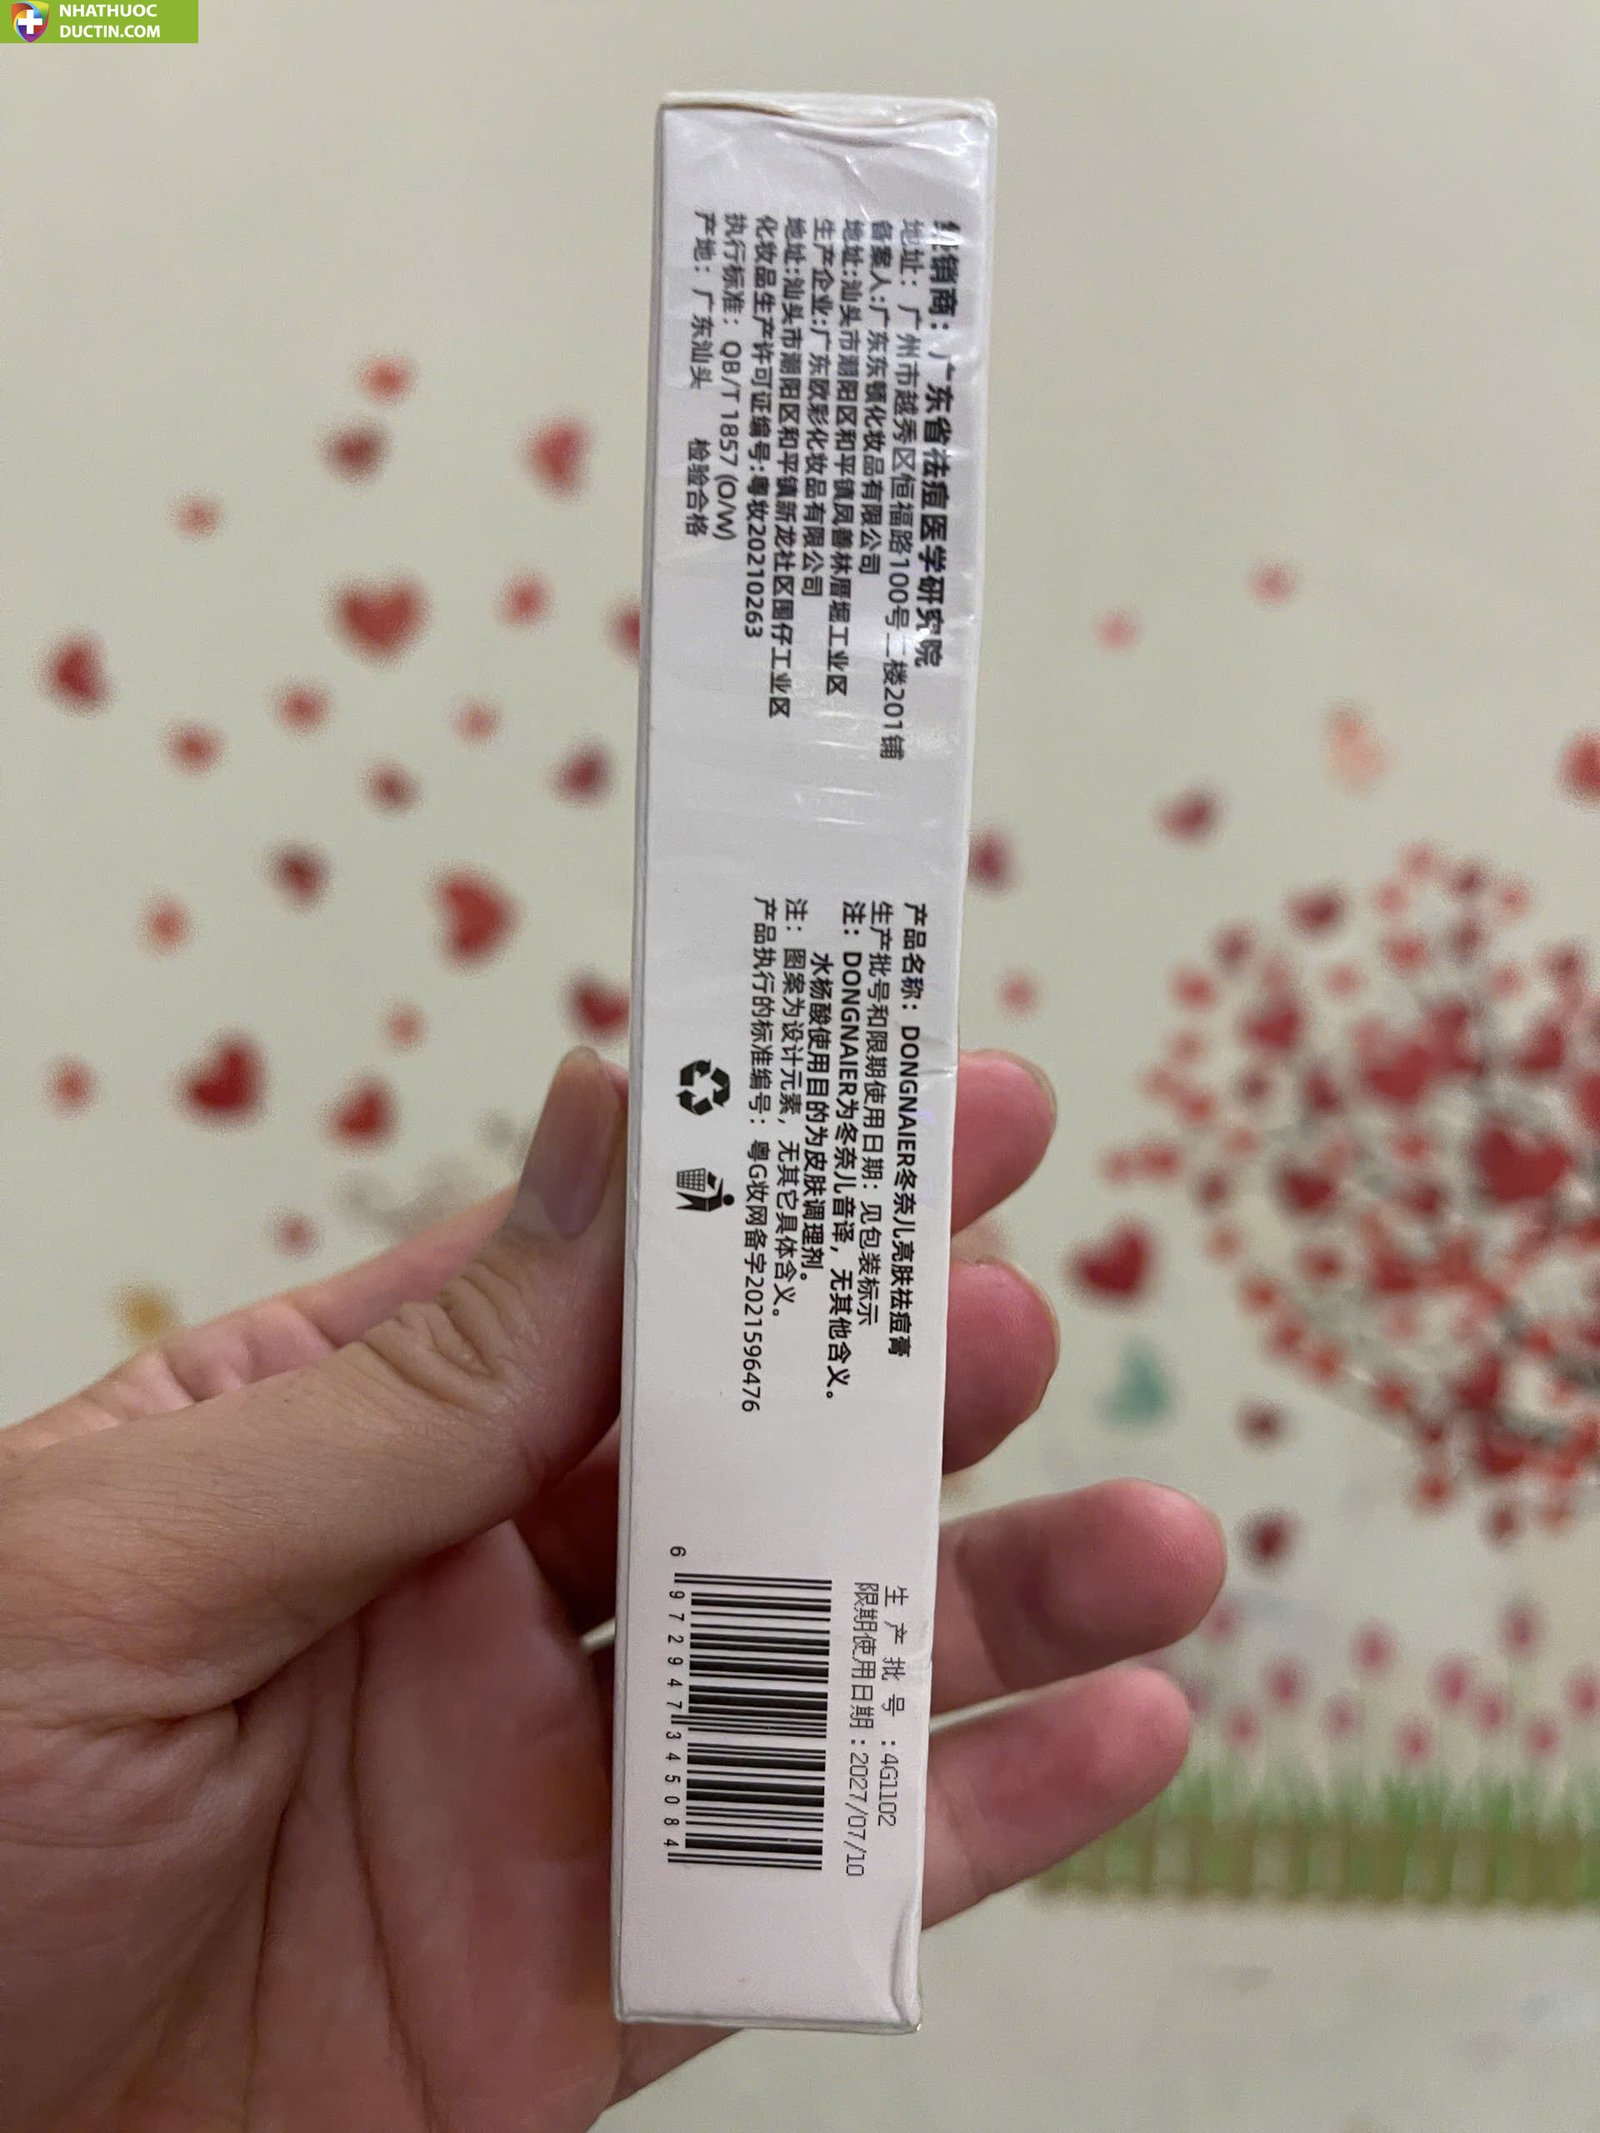 NHATHUOC
DUCTIN.COM
经销商：广东省祛痘医学研究院
地址：广州市越秀区恒福路100号二楼201铺
备案人:广东东顿化妆品有限公司
地址:汕头市潮阳区和平镇凤善林厝堀工业区
生产企业:广东欧彩化妆品有限公司
地址:汕头市潮阳区和平镇新龙社区围仔工业区
化妆品生产许可证编号:粤妆20210263
执行标准：QB/T 1857 (O/W)
产地：广东汕头 检验合格
产品名称：DONGNAIER冬奈儿亮肤祛痘膏
生产批号和限期使用日期：见包装标示
注：DONGNAIER为冬奈儿音译，无其他含义。
水杨酸使用目的为皮肤调理剂。
注：图案为设计元素，无其它具体含义。
产品执行的标准编号：粤G妆网备字2021596476
生产批号:4G1102
限期使用日期:2027/07/10
6 972947 345084